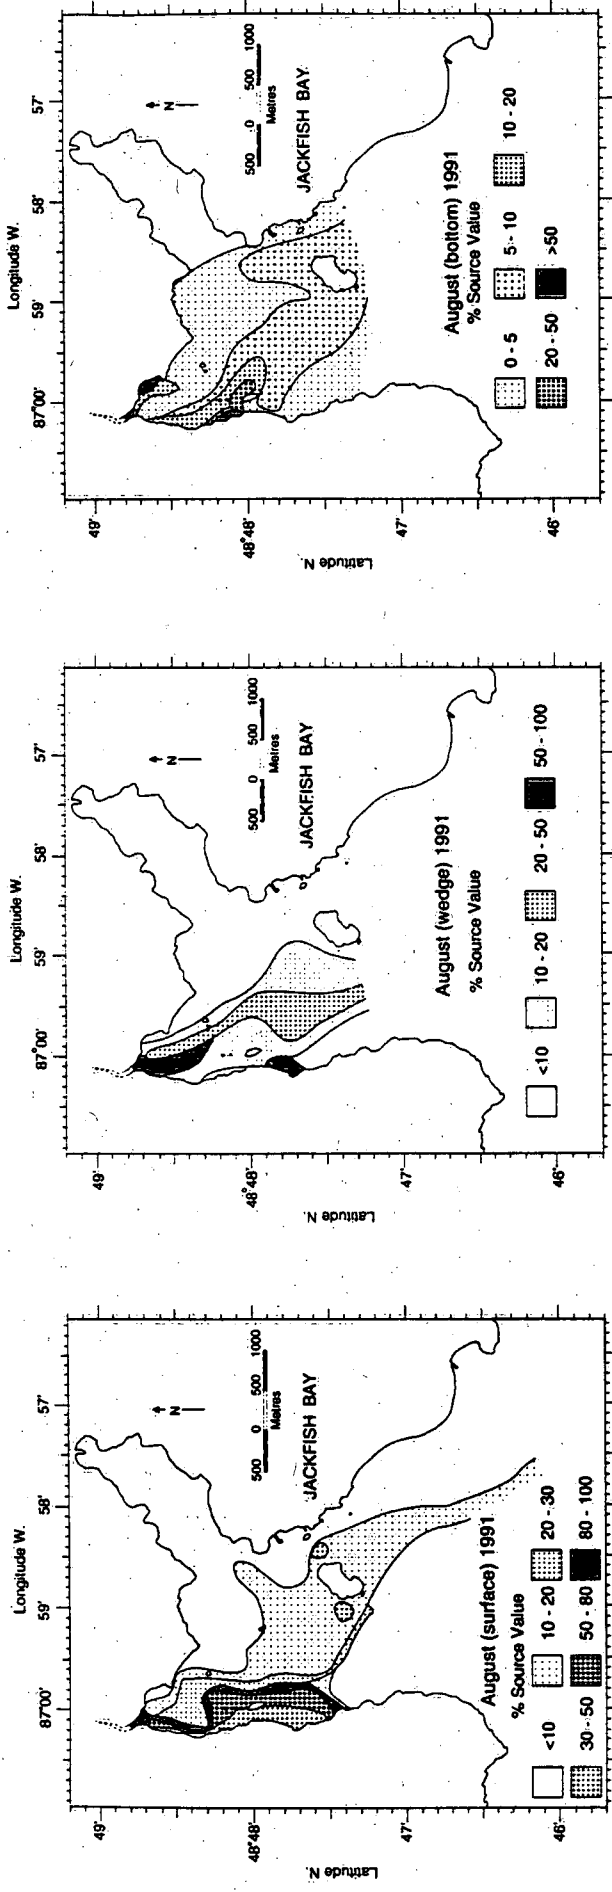 Longitude W.
87°00' 59' 58' 57'
49'
48°48'
47'
46'
Latitude N.
N
500 0 500 1000
Metres
JACKFISH BAY
August (surface) 1991
% Source Value
<10 10 - 20 20 - 30
30 - 50 50 - 80 80 - 100
Longitude W.
87°00' 59' 58' 57'
49'
48°48'
47'
46'
Latitude N.
N
500 0 500 1000
Metres
JACKFISH BAY
August (wedge) 1991
% Source Value
<10 10 - 20 20 - 50 50 - 100
Longitude W.
87°00' 59' 58' 57'
49'
48°48'
47'
46'
Latitude N.
N
500 0 500 1000
Metres
JACKFISH BAY
August (bottom) 1991
% Source Value
0 - 5 5 - 10 10 - 20
20 - 50 >50